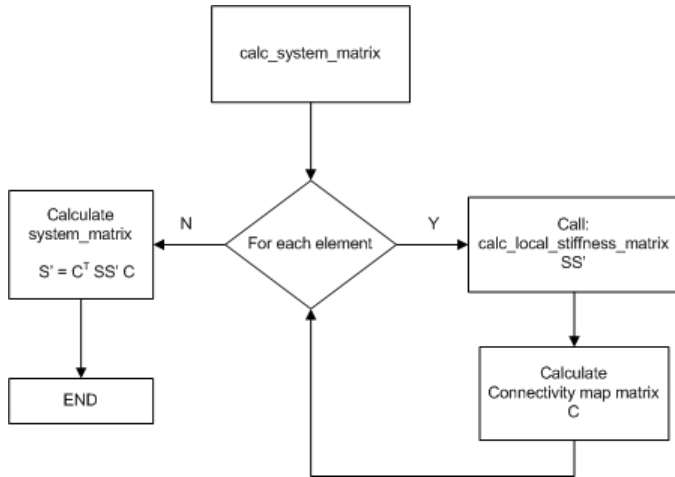 calc_system_matrix
For each element
N
Y
Calculate
system_matrix
S' = C^T SS' C
END
Call:
calc_local_stiffness_matrix
SS'
Calculate
Connectivity map matrix
C